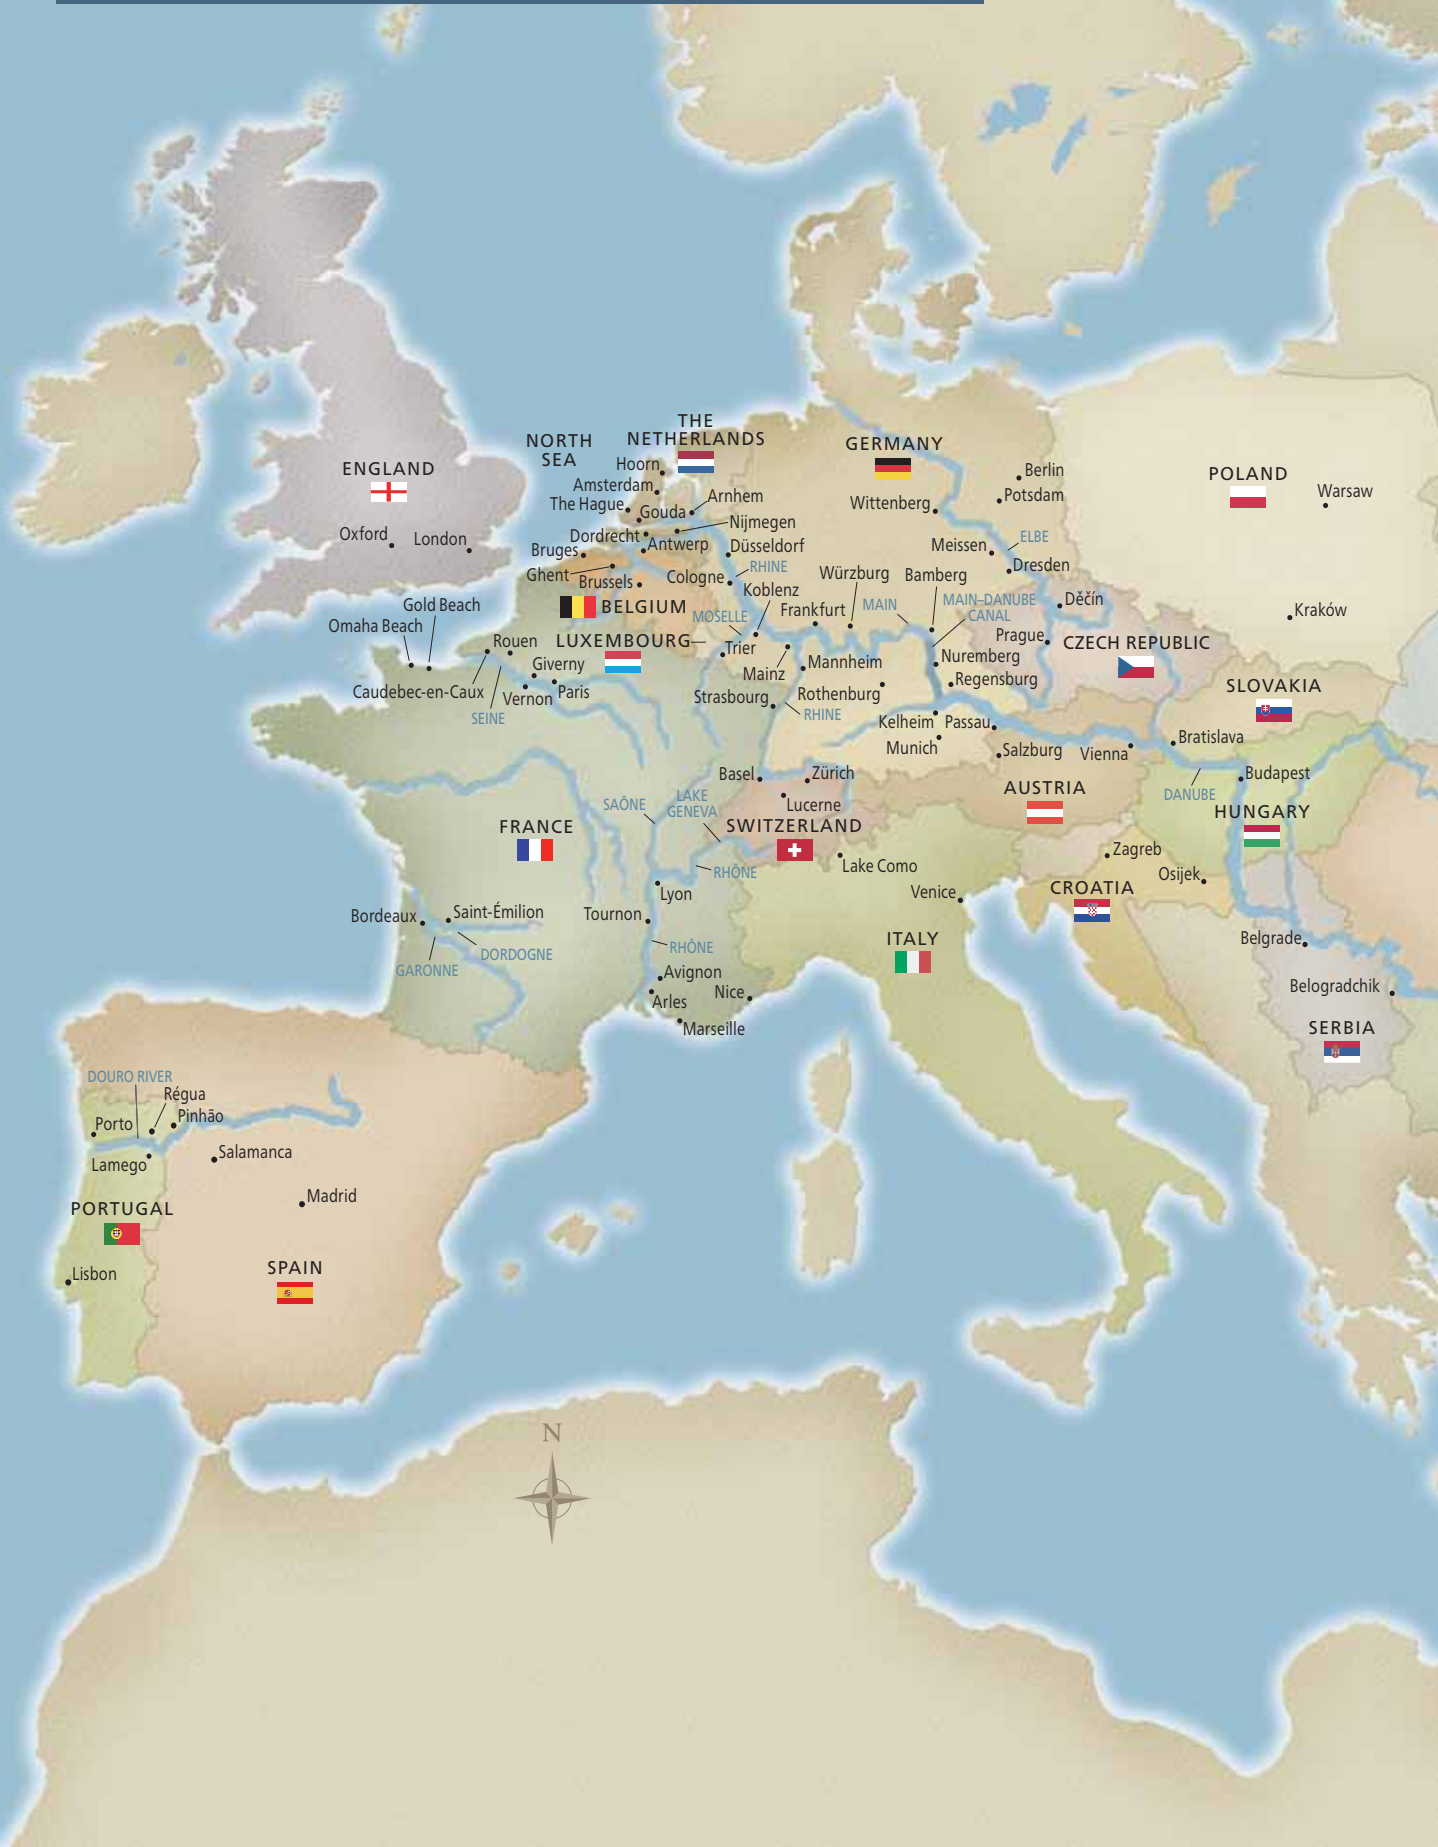 THE
NETHERLANDS
NORTH
SEA
GERMANY
ENGLAND
POLAND
Hoorn
Amsterdam
The Hague
Gouda
Arnhem
Nijmegen
Dordrecht
Antwerp
Bruges
Ghent
Brussels
BELGIUM
Düsseldorf
RHINE
Cologne
Koblenz
Berlin
Potsdam
Wittenberg
Warsaw
Oxford
London
Meissen
ELBE
Dresden
Würzburg
Bamberg
Děčín
Kraków
Gold Beach
Omaha Beach
MOSELLE
Frankfurt
MAIN
MAIN–DANUBE
CANAL
Prague
CZECH REPUBLIC
Rouen
LUXEMBOURG
Trier
Giverny
Mainz
Mannheim
Nuremberg
Caudebec-en-Caux
Vernon
Paris
Strasbourg
Rothenburg
Regensburg
SLOVAKIA
SEINE
RHINE
Kelheim
Passau
Munich
Salzburg
Vienna
Bratislava
Basel
Zürich
Budapest
AUSTRIA
DANUBE
SAÔNE
LAKE
GENEVA
Lucerne
HUNGARY
FRANCE
SWITZERLAND
Zagreb
RHÔNE
Lake Como
Osijek
Lyon
Venice
CROATIA
Bordeaux
Saint-Émilion
Tournon
ITALY
Belgrade
GARONNE
DORDOGNE
RHÔNE
Avignon
Belogradchik
Arles
Nice
Marseille
SERBIA
DOURO RIVER
Régua
Porto
Pinhão
Lamego
Salamanca
Madrid
PORTUGAL
SPAIN
Lisbon
N